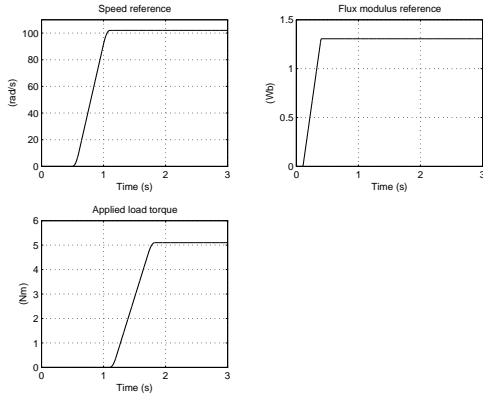 Speed reference
100
80
60
40
20
0
(rad/s)
0 1 2 3
Time (s)
Flux modulus reference
1.5
1
0.5
0
(Wb)
0 1 2 3
Time (s)
Applied load torque
6
5
4
3
2
1
0
(Nm)
0 1 2 3
Time (s)